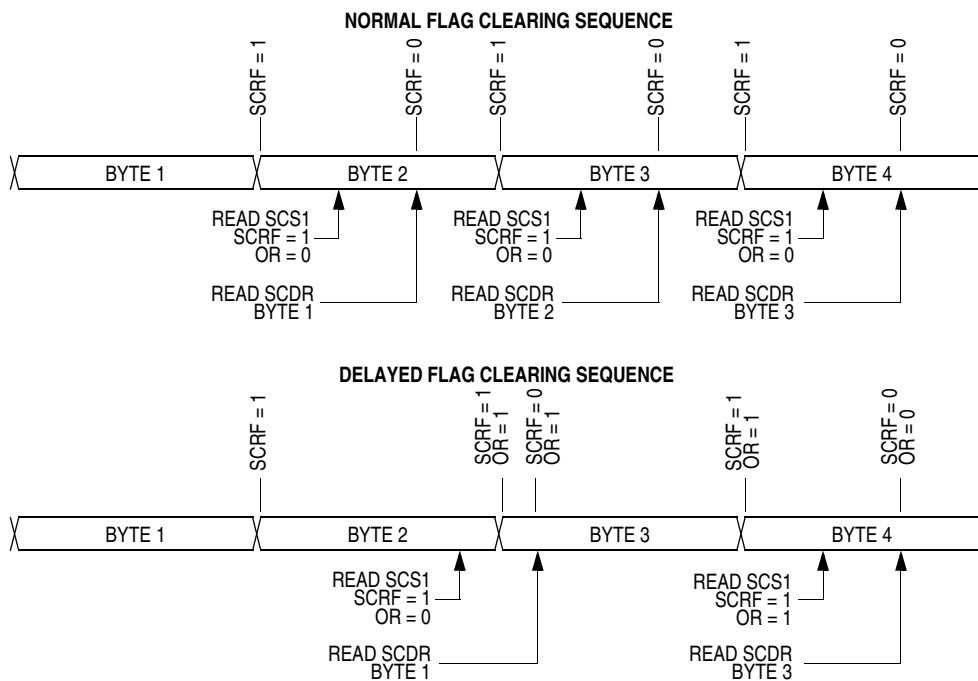 NORMAL FLAG CLEARING SEQUENCE
SCRF = 1
SCRF = 0
SCRF = 1
SCRF = 0
SCRF = 1
SCRF = 0
BYTE 1
BYTE 2
BYTE 3
BYTE 4
READ SCS1
SCRF = 1
OR = 0
READ SCS1
SCRF = 1
OR = 0
READ SCS1
SCRF = 1
OR = 0
READ SCDR
BYTE 1
READ SCDR
BYTE 2
READ SCDR
BYTE 3
DELAYED FLAG CLEARING SEQUENCE
SCRF = 1
SCRF = 1
OR = 1
SCRF = 0
OR = 1
SCRF = 1
OR = 1
SCRF = 0
OR = 0
BYTE 1
BYTE 2
BYTE 3
BYTE 4
READ SCS1
SCRF = 1
OR = 0
READ SCS1
SCRF = 1
OR = 1
READ SCDR
BYTE 1
READ SCDR
BYTE 3